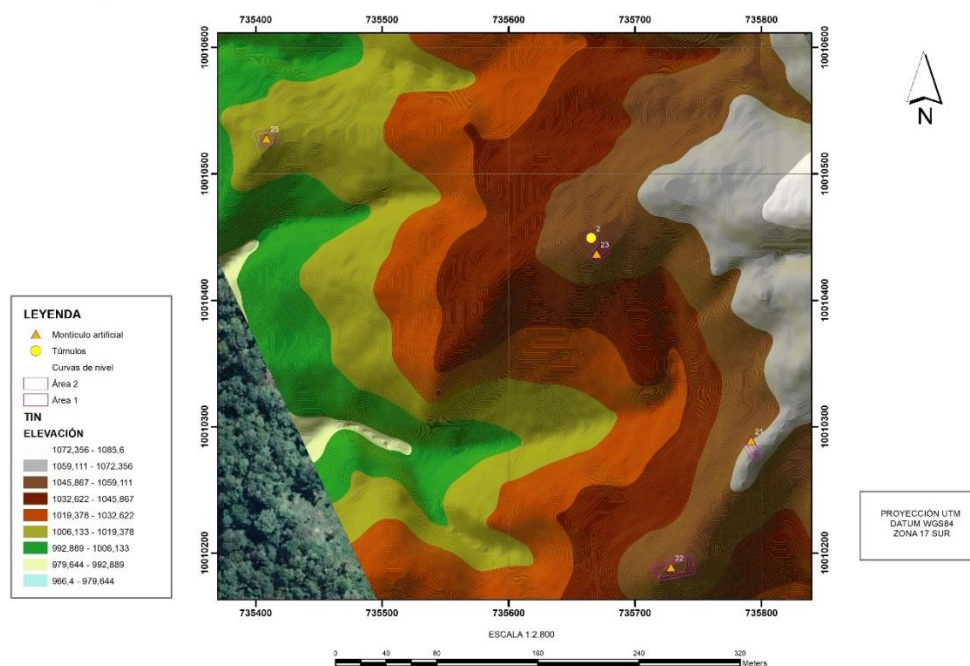 735400 735500 735600 735700 735800
10010600
10010500
10010400
10010300
10010200
10010600
10010500
10010400
10010300
10010200
25
2
23
21
22
735400 735500 735600 735700 735800
N
LEYENDA
Montículo artificial
Túmulos
Curvas de nivel
Área 2
Área 1
TIN
ELEVACIÓN
1072,356 - 1085,6
1059,111 - 1072,356
1045,867 - 1059,111
1032,622 - 1045,867
1019,378 - 1032,622
1006,133 - 1019,378
992,889 - 1006,133
979,644 - 992,889
966,4 - 979,644
PROYECCIÓN UTM
DATUM WGS84
ZONA 17 SUR
ESCALA 1:2.800
0 20 40 80 160 240 320
Meters